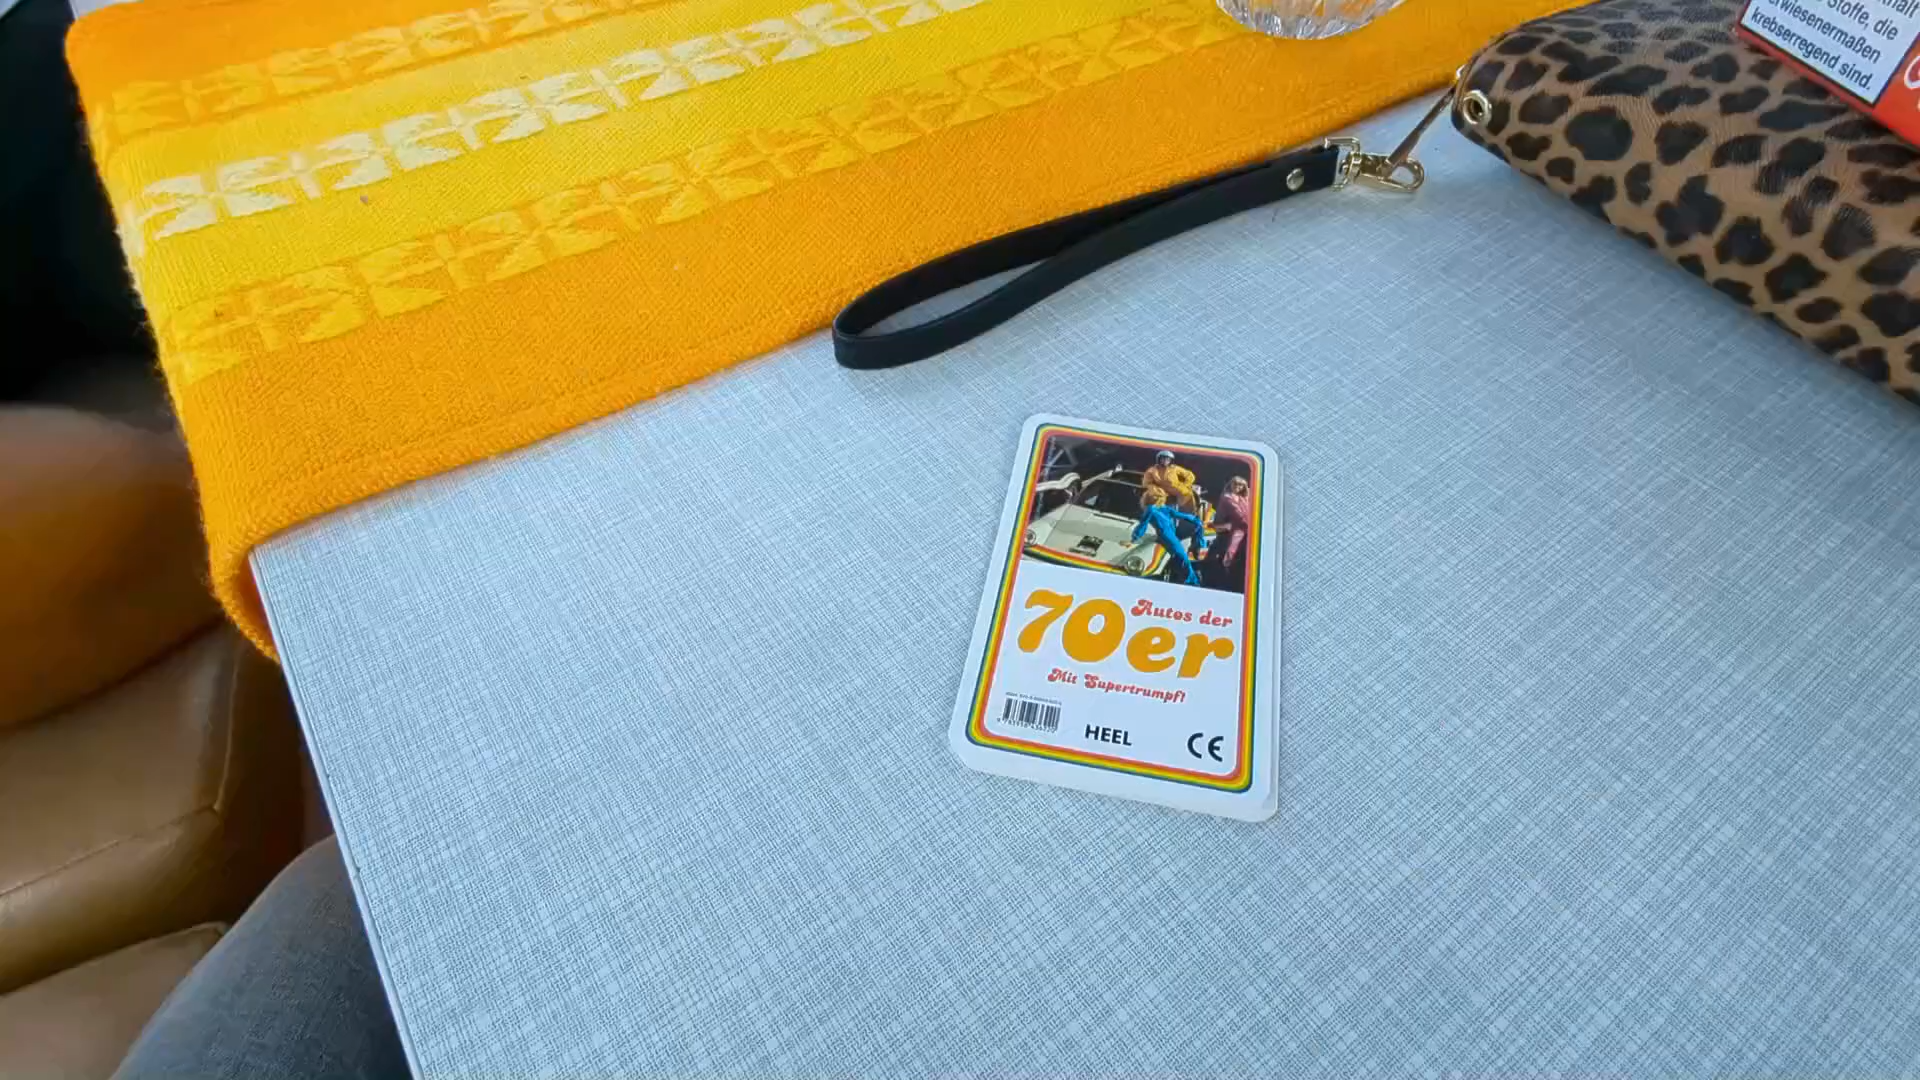 Stoffe, die
erwiesenermaßen
krebserregend sind.
Autos der
70er
Mit Supertrumpf!
HEEL
CE